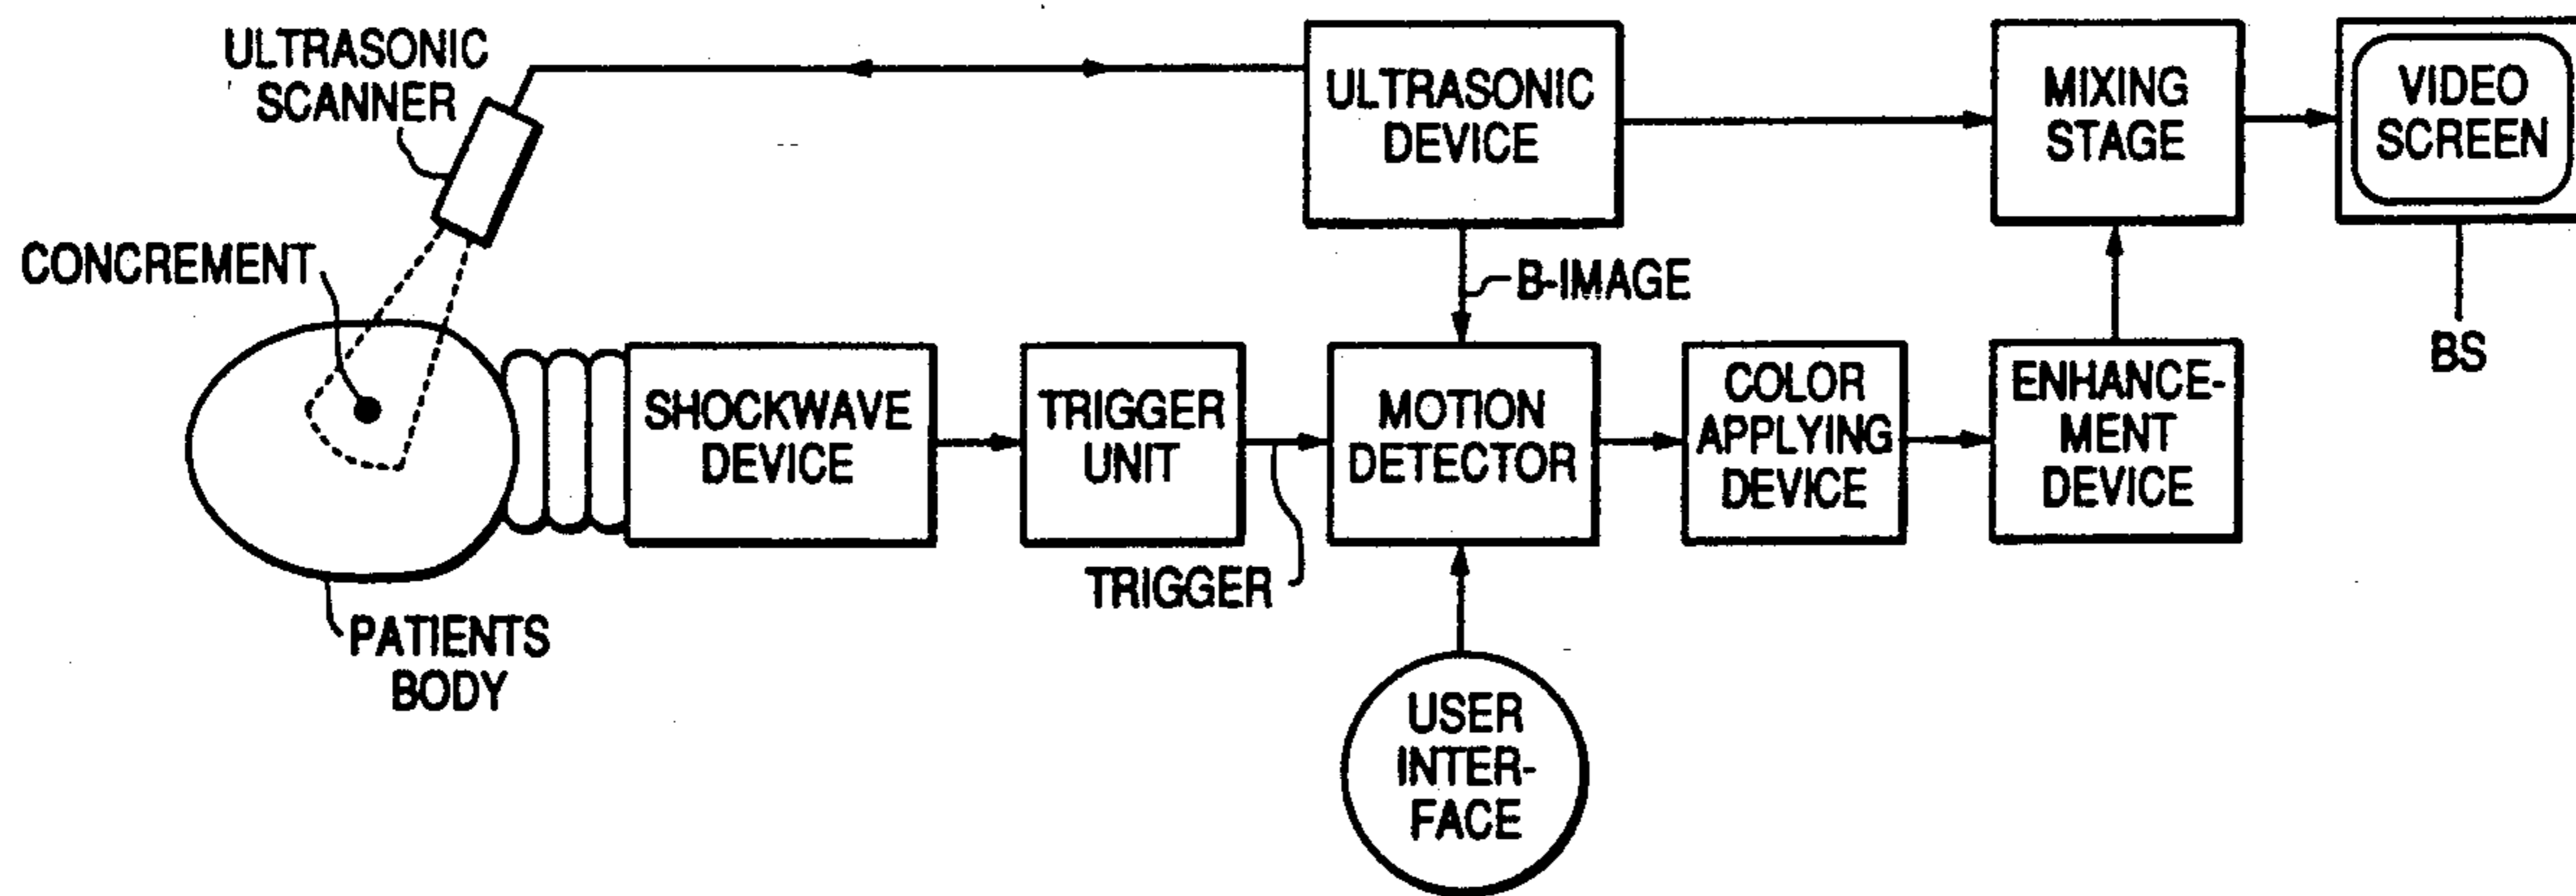 ULTRASONIC
SCANNER
ULTRASONIC
DEVICE
MIXING
STAGE
VIDEO
SCREEN
CONCREMENT
B-IMAGE
BS
SHOCKWAVE
DEVICE
TRIGGER
UNIT
MOTION
DETECTOR
COLOR
APPLYING
DEVICE
ENHANCE-
MENT
DEVICE
TRIGGER
PATIENTS
BODY
USER
INTER-
FACE